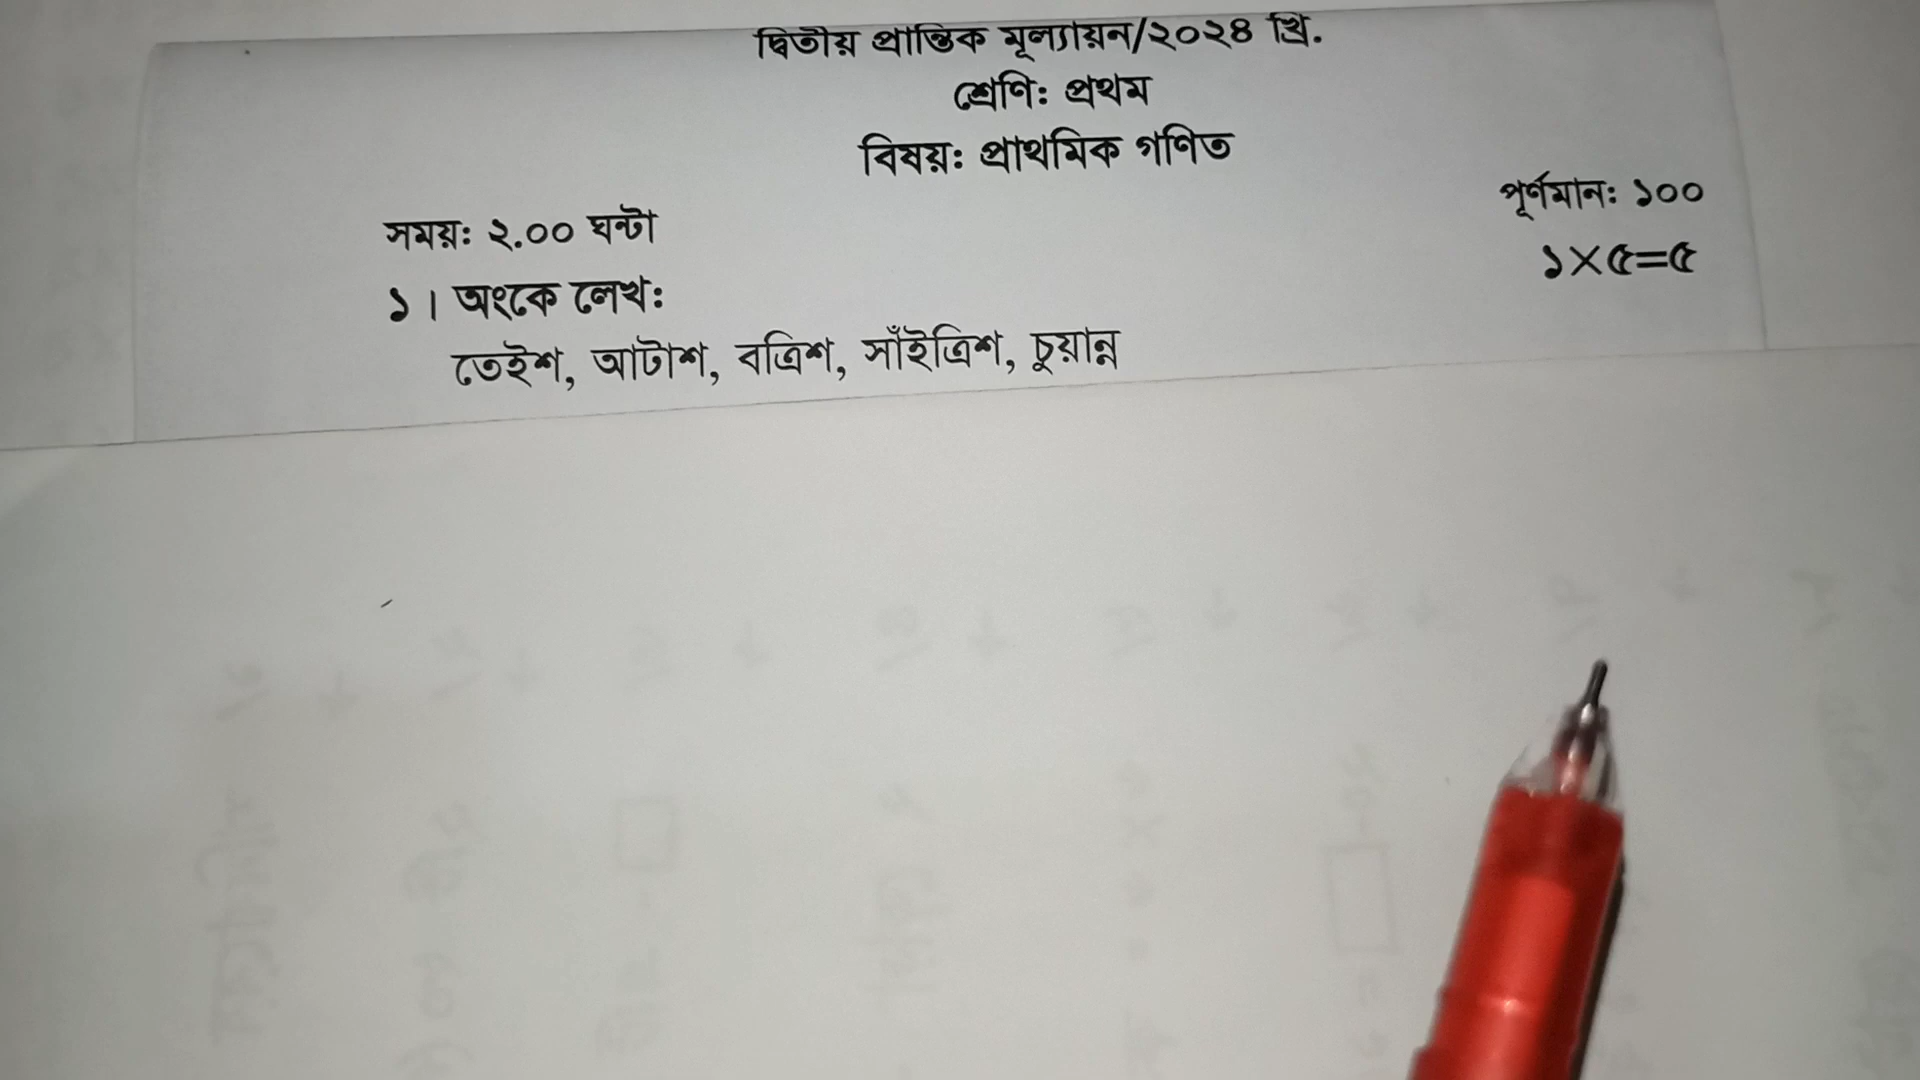 দ্বিতীয় প্রান্তিক মূল্যায়ন/২০২৪ খ্রি.
শ্রেণি: প্রথম
বিষয়: প্রাথমিক গণিত
সময়: ২.০০ ঘন্টা পূর্ণমান: ১০০
১। অংকে লেখ: ১×৫=৫
তেইশ, আটাশ, বত্রিশ, সাঁইত্রিশ, চুয়ান্ন